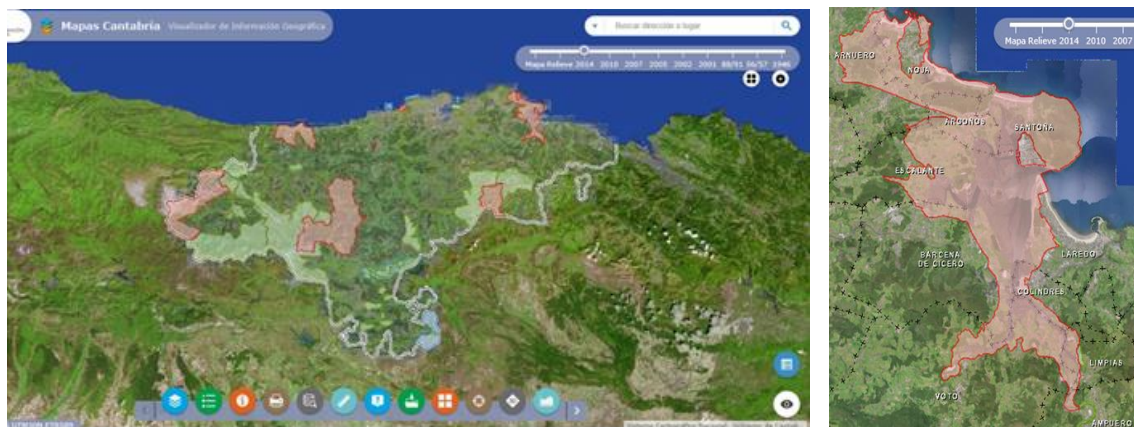 Mapas Cantabria Visualizador de Información Geográfica
Buscar dirección o lugar
Mapa Relieve 2014 2010 2007 2005 2002 2001 88/91 56/57 1946
Mapa Relieve 2014 2010 2007
ARNUERO
NOJA
ARGOÑOS
SANTOÑA
ESCALANTE
BARCENA
DE CICERO
LAREDO
COLINDRES
LIMPIAS
VOTO
AMPUERO